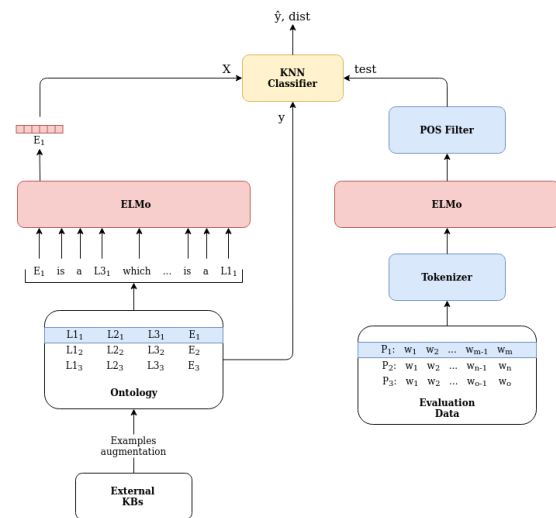 ŷ, dist
KNN
Classifier
X
test
y
POS Filter
E₁
ELMo
ELMo
Tokenizer
E₁ is a L3₁ which ... is a L1₁
L1₁ L2₁ L3₁ E₁
L1₂ L2₂ L3₂ E₂
L1₃ L2₃ L3₃ E₃
Ontology
P₁: w₁ w₂ ... wₘ₋₁ wₘ
P₂: w₁ w₂ ... wₙ₋₁ wₙ
P₃: w₁ w₂ ... wₒ₋₁ wₒ
Evaluation
Data
Examples
augmentation
External
KBs